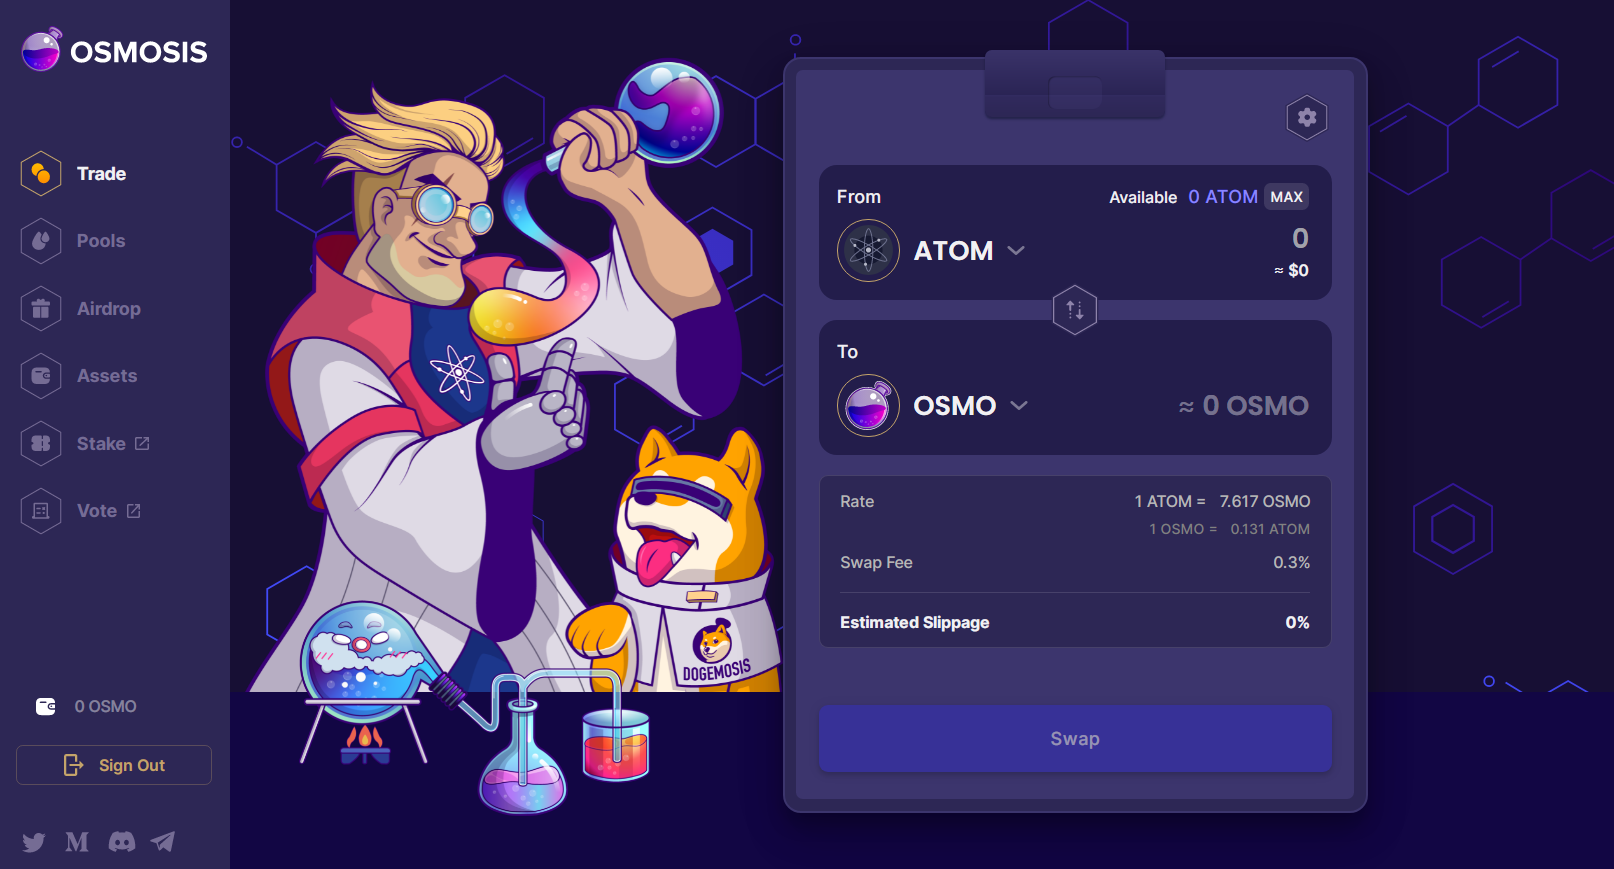 OSMOSIS
Trade
Pools
Airdrop
Assets
Stake
Vote
0 OSMO
Sign Out
DOGEMOSIS
From
Available 0 ATOM MAX
ATOM
0
≈ $0
To
OSMO
≈ 0 OSMO
Rate
1 ATOM = 7.617 OSMO
1 OSMO = 0.131 ATOM
Swap Fee
0.3%
Estimated Slippage
0%
Swap